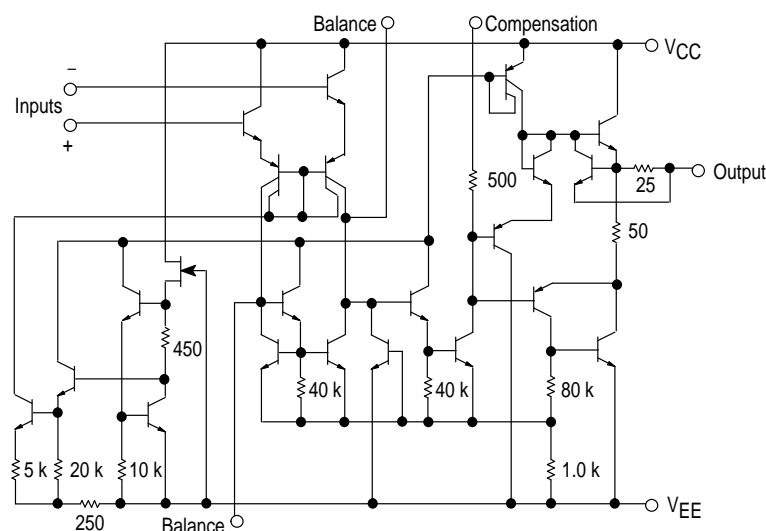 Balance
Compensation
VCC
−
Inputs
+
500
25
Output
50
450
40 k
40 k
80 k
5 k
20 k
10 k
1.0 k
250
Balance
VEE